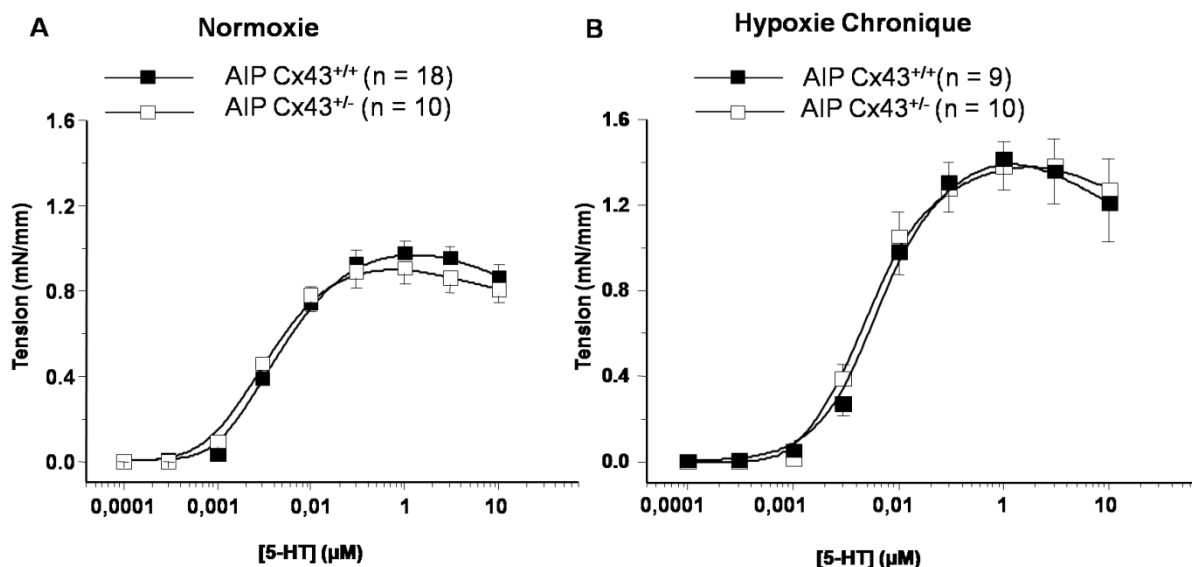 A
Normoxie
AIP Cx43+/+ (n = 18)
AIP Cx43+/- (n = 10)
1.6
1.2
0.8
0.4
0.0
Tension (mN/mm)
0,0001
0,001
0,01
1
1
10
[5-HT] (µM)
B
Hypoxie Chronique
AIP Cx43+/+ (n = 9)
AIP Cx43+/- (n = 10)
1.6
1.2
0.8
0.4
0.0
Tension (mN/mm)
0,0001
0,001
0,01
1
10
[5-HT] (µM)